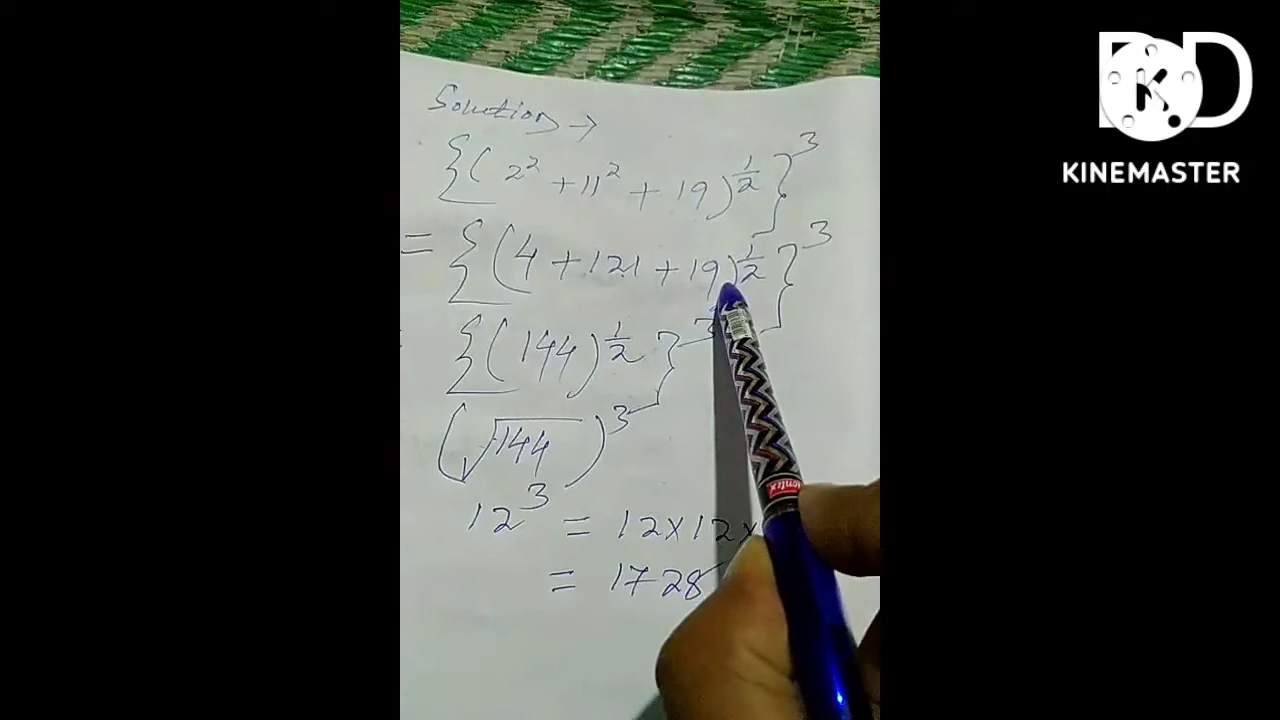 Solution →
{(2² + 11² + 19)^½}³
= {(4 + 121 + 19)^½}³
= {(144)^½}³
(√144)³
12³ = 12×12×
= 1728
D
K
KINEMASTER